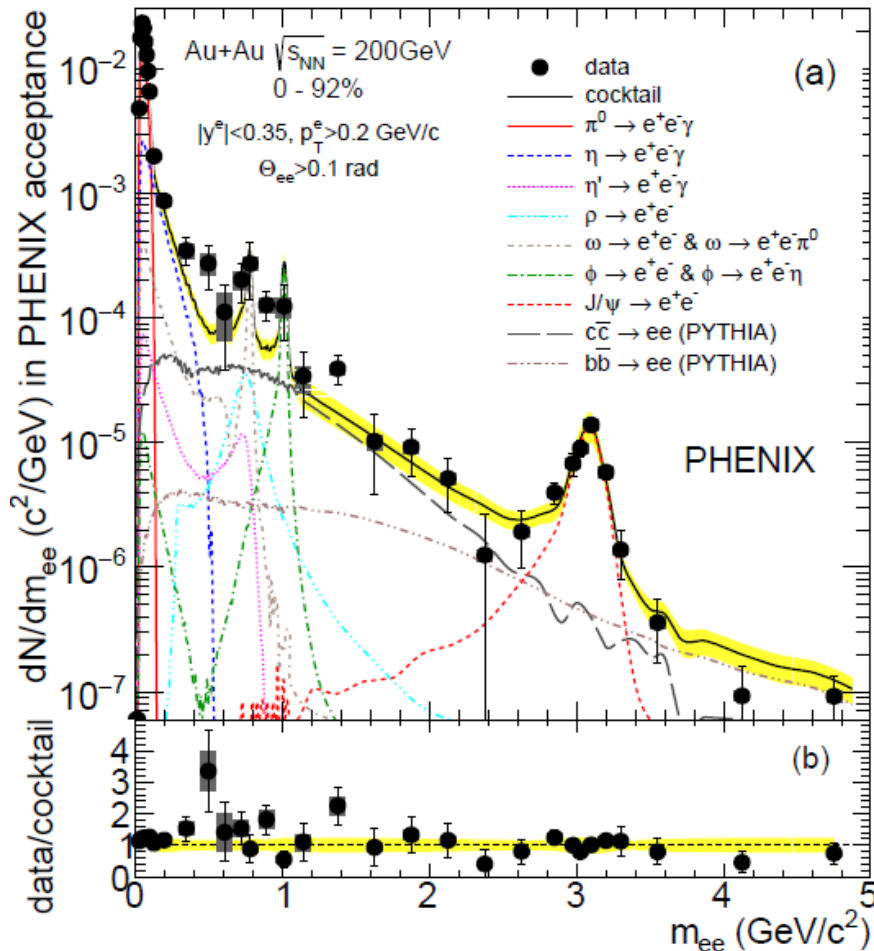 dN/dm_ee (c²/GeV) in PHENIX acceptance
10⁻²
10⁻³
10⁻⁴
10⁻⁵
10⁻⁶
10⁻⁷
Au+Au √s_NN = 200GeV
0 - 92%
|y^e|<0.35, p_T^e>0.2 GeV/c
Θ_ee>0.1 rad
(a)
data
cocktail
π⁰ → e⁺e⁻γ
η → e⁺e⁻γ
η' → e⁺e⁻γ
ρ → e⁺e⁻
ω → e⁺e⁻ & ω → e⁺e⁻π⁰
ϕ → e⁺e⁻ & ϕ → e⁺e⁻η
J/ψ → e⁺e⁻
cc̅ → ee (PYTHIA)
bb̅ → ee (PYTHIA)
PHENIX
data/cocktail
4
3
2
1
0
(b)
0 1 2 3 4 5
m_ee (GeV/c²)